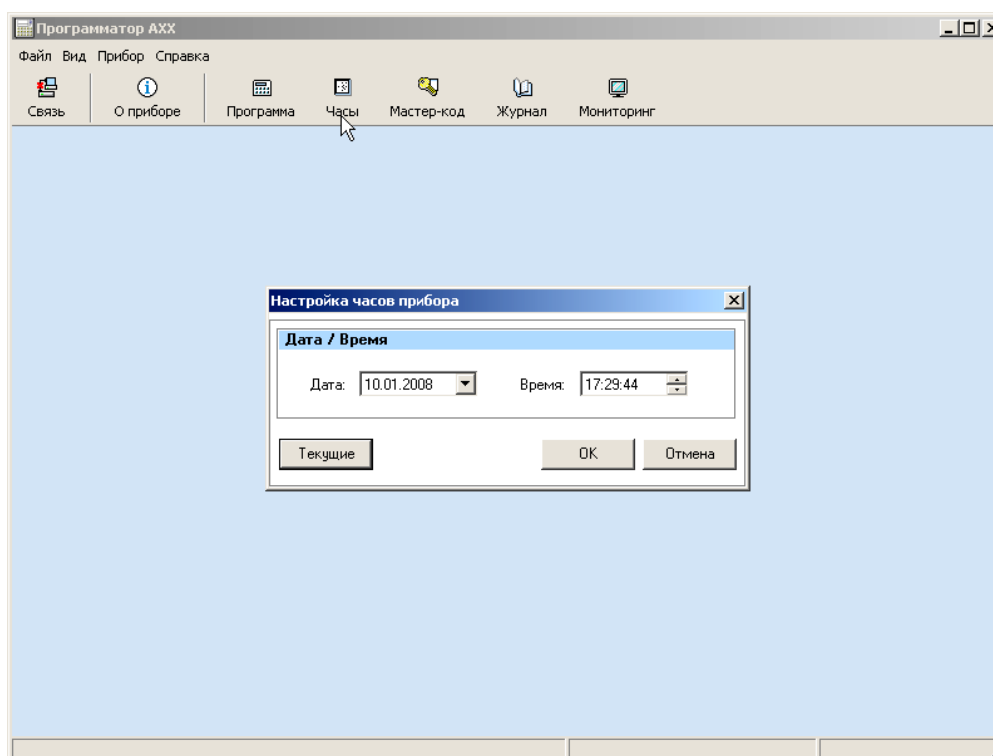 Программатор AXX
Файл Вид Прибор Справка
Связь О приборе Программа Часы Мастер-код Журнал Мониторинг
Настройка часов прибора
Дата / Время
Дата: 10.01.2008 Время: 17:29:44
Текущие OK Отмена